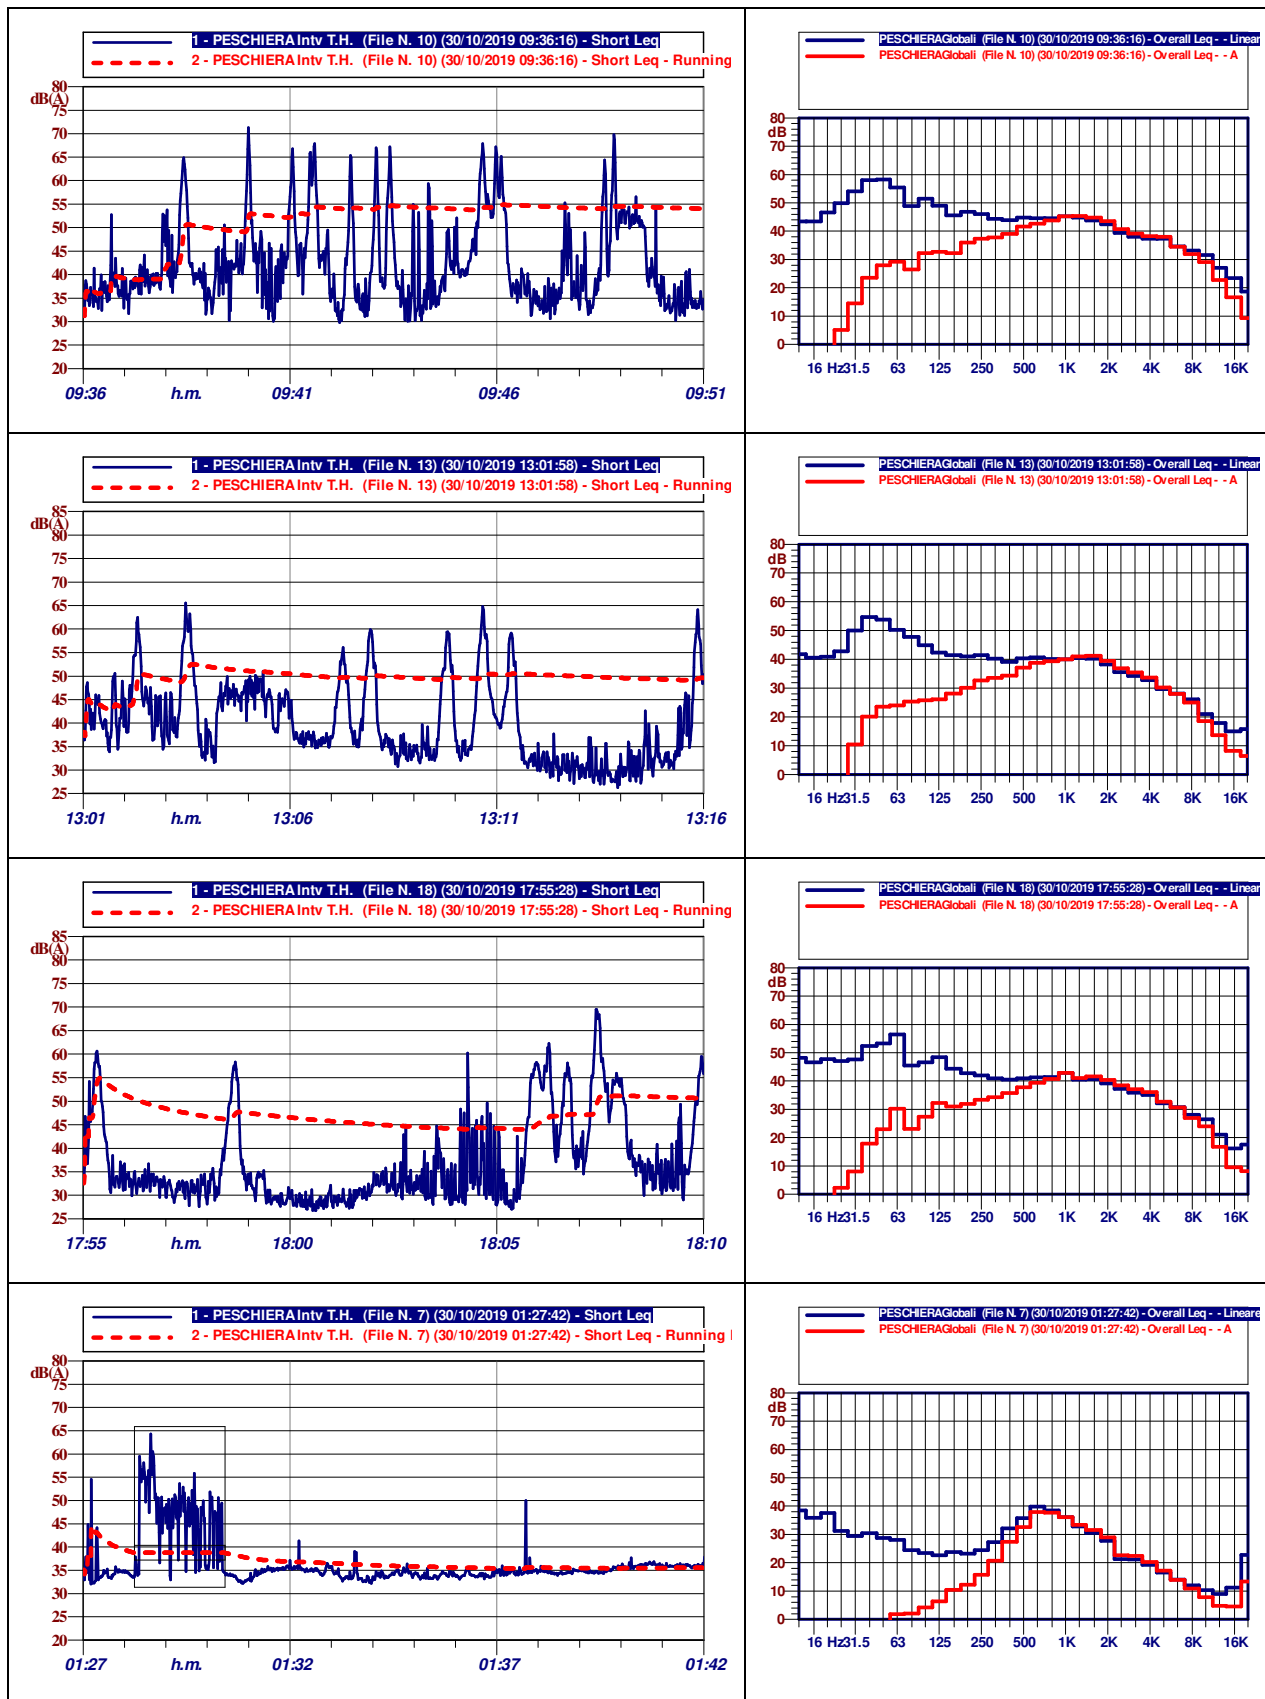 1 - PESCHIERA Intv T.H. (File N. 10) (30/10/2019 09:36:16) - Short Leq
2 - PESCHIERA Intv T.H. (File N. 10) (30/10/2019 09:36:16) - Short Leq - Running
80
dB(A)
75
70
65
60
55
50
45
40
35
30
25
20
09:36 h.m. 09:41 09:46 09:51
PESCHIERAGlobali (File N. 10) (30/10/2019 09:36:16) - Overall Leq - - Linear
PESCHIERAGlobali (File N. 10) (30/10/2019 09:36:16) - Overall Leq - - A
80
dB
70
60
50
40
30
20
10
0
16 Hz 31.5 63 125 250 500 1K 2K 4K 8K 16K
1 - PESCHIERA Intv T.H. (File N. 13) (30/10/2019 13:01:58) - Short Leq
2 - PESCHIERA Intv T.H. (File N. 13) (30/10/2019 13:01:58) - Short Leq - Running
85
dB(A)
80
75
70
65
60
55
50
45
40
35
30
25
13:01 h.m. 13:06 13:11 13:16
PESCHIERAGlobali (File N. 13) (30/10/2019 13:01:58) - Overall Leq - - Linear
PESCHIERAGlobali (File N. 13) (30/10/2019 13:01:58) - Overall Leq - - A
80
dB
70
60
50
40
30
20
10
0
16 Hz 31.5 63 125 250 500 1K 2K 4K 8K 16K
1 - PESCHIERA Intv T.H. (File N. 18) (30/10/2019 17:55:28) - Short Leq
2 - PESCHIERA Intv T.H. (File N. 18) (30/10/2019 17:55:28) - Short Leq - Running
85
dB(A)
80
75
70
65
60
55
50
45
40
35
30
25
17:55 h.m. 18:00 18:05 18:10
PESCHIERAGlobali (File N. 18) (30/10/2019 17:55:28) - Overall Leq - - Linear
PESCHIERAGlobali (File N. 18) (30/10/2019 17:55:28) - Overall Leq - - A
80
dB
70
60
50
40
30
20
10
0
16 Hz 31.5 63 125 250 500 1K 2K 4K 8K 16K
1 - PESCHIERA Intv T.H. (File N. 7) (30/10/2019 01:27:42) - Short Leq
2 - PESCHIERA Intv T.H. (File N. 7) (30/10/2019 01:27:42) - Short Leq - Running
80
dB(A)
75
70
65
60
55
50
45
40
35
30
25
20
01:27 h.m. 01:32 01:37 01:42
PESCHIERAGlobali (File N. 7) (30/10/2019 01:27:42) - Overall Leq - - Lineare
PESCHIERAGlobali (File N. 7) (30/10/2019 01:27:42) - Overall Leq - - A
80
dB
70
60
50
40
30
20
10
0
16 Hz 31.5 63 125 250 500 1K 2K 4K 8K 16K